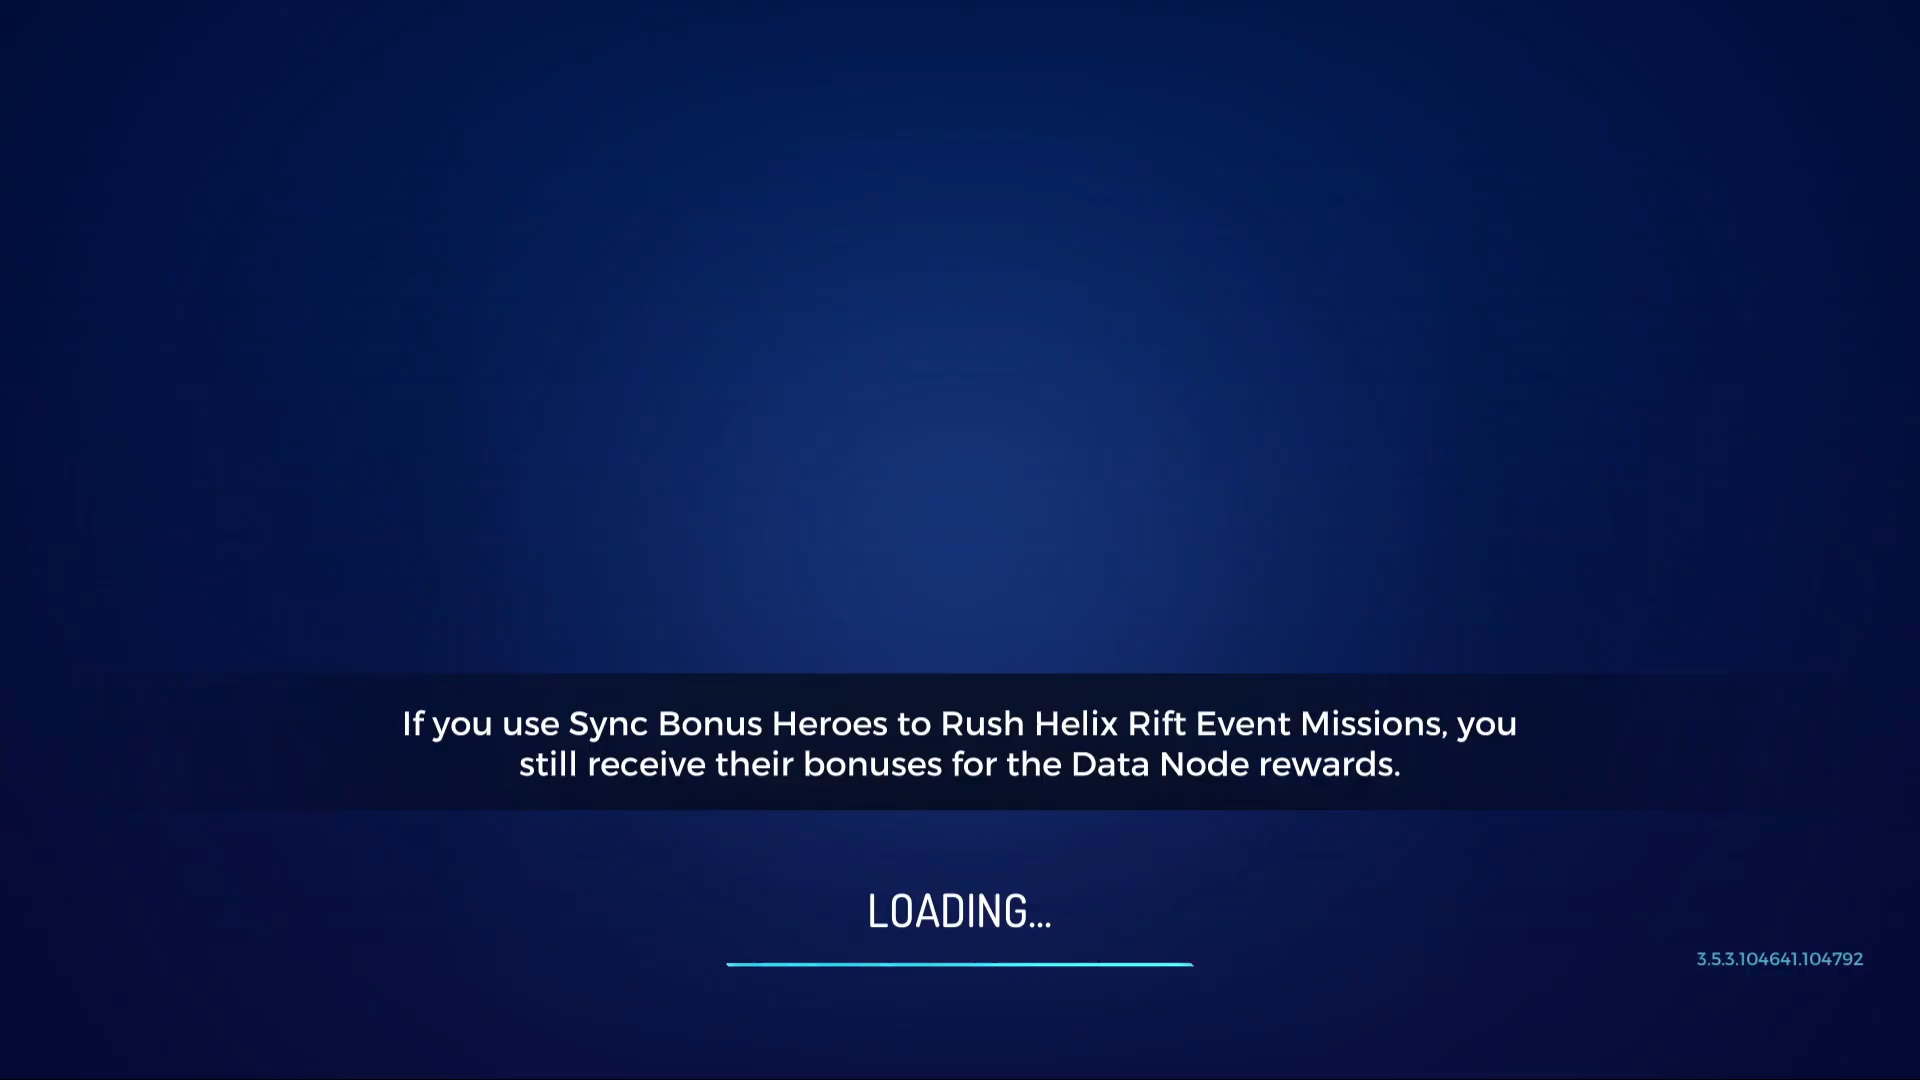 If you use Sync Bonus Heroes to Rush Helix Rift Event Missions, you
still receive their bonuses for the Data Node rewards.
LOADING...
3.5.3.104641.104792